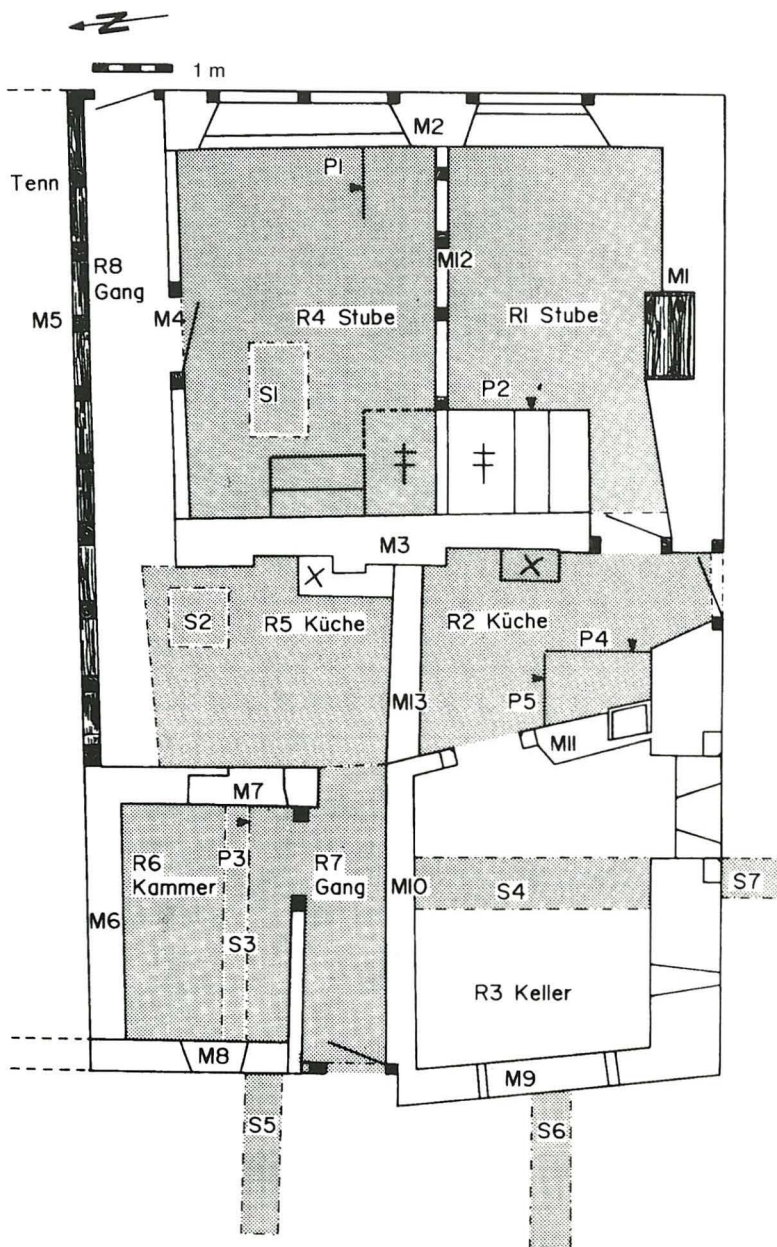 N
1 m
M2
P1
Tenn
R8
Gang
M12
M1
M5
M4
R4 Stube
R1 Stube
S1
P2
M3
S2
R5 Küche
R2 Küche
P4
M13
P5
M11
M7
R6
Kammer
P3
R7
Gang
M10
S4
S7
M6
S3
R3 Keller
M8
M9
S5
S6